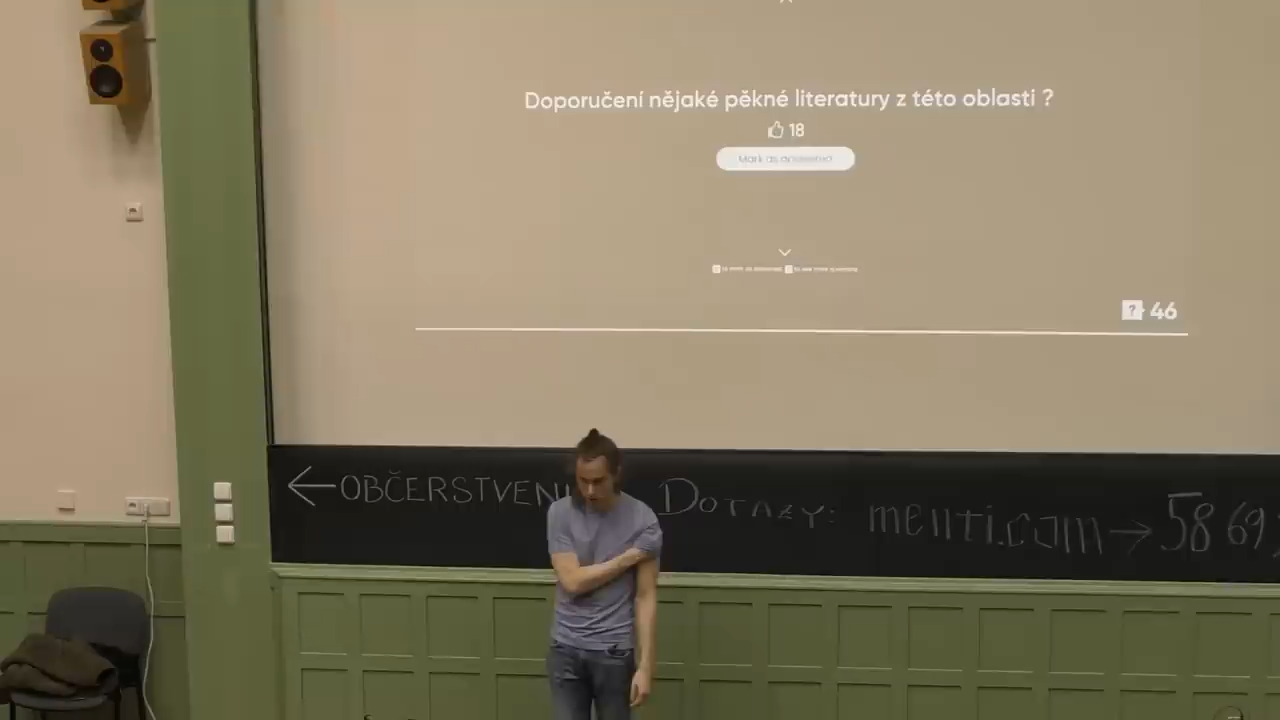 Doporučení nějaké pěkné literatury z této oblasti ?
18
Mark as answered
? 46
← OBČERSTVENÍ Dotazy: menti.com → 58 69